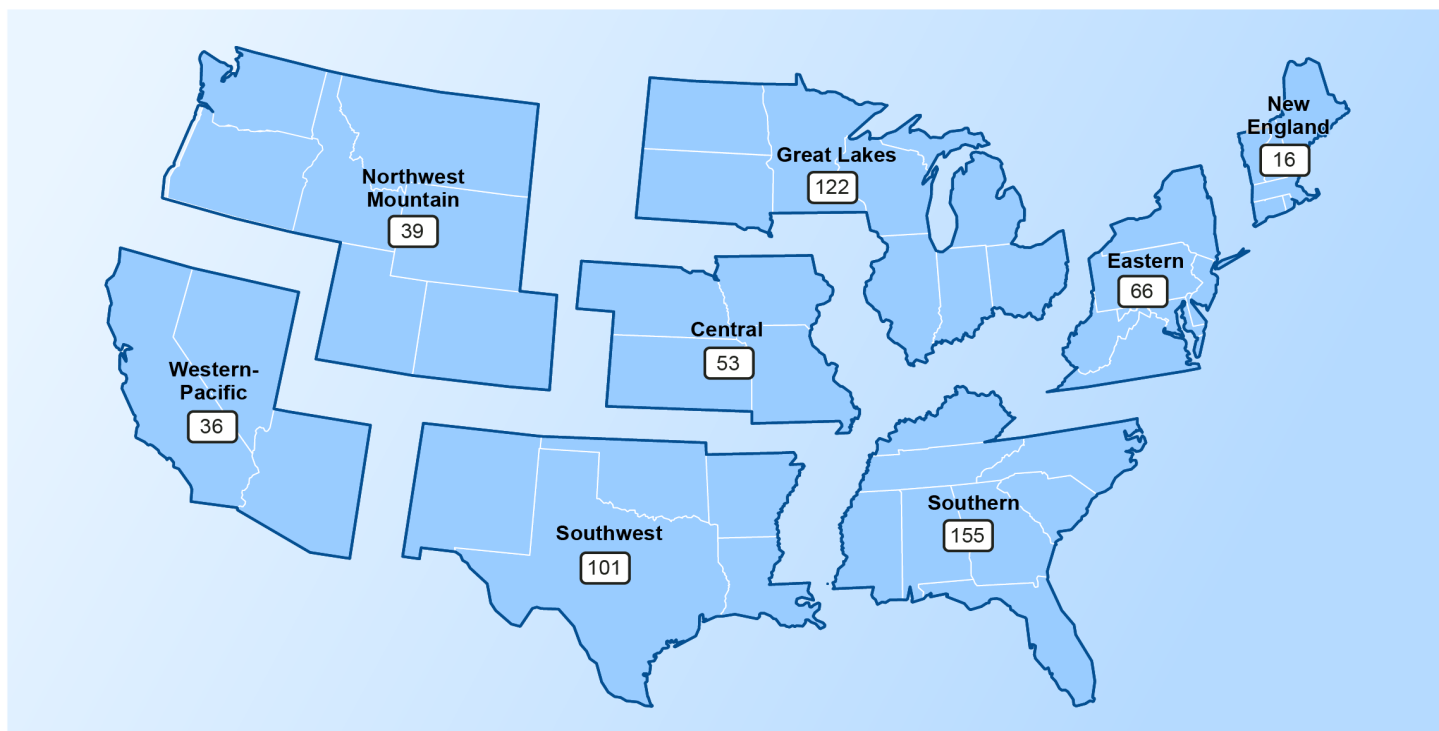 New
England
16
Great Lakes
122
Northwest
Mountain
39
Eastern
66
Central
53
Western-
Pacific
36
Southern
155
Southwest
101